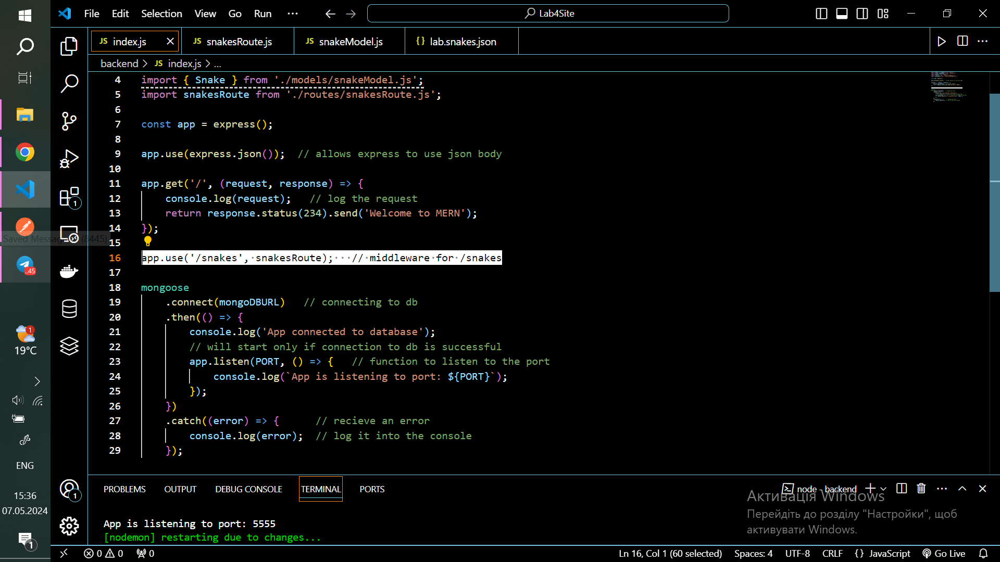 File Edit Selection View Go Run ···
Lab4Site
JS index.js
JS snakesRoute.js
JS snakeModel.js
{} lab.snakes.json
backend > JS index.js > ...
4 import { Snake } from './models/snakeModel.js';
5 import snakesRoute from './routes/snakesRoute.js';
6
7 const app = express();
8
9 app.use(express.json());  // allows express to use json body
10
11 app.get('/', (request, response) => {
12     console.log(request);   // log the request
13     return response.status(234).send('Welcome to MERN');
14 });
15
16 app.use('/snakes', snakesRoute);   // middleware for /snakes
17
18 mongoose
19     .connect(mongoDBURL)   // connecting to db
20     .then(() => {
21         console.log('App connected to database');
22         // will start only if connection to db is successful
23         app.listen(PORT, () => {   // function to listen to the port
24             console.log(`App is listening to port: ${PORT}`);
25         });
26     })
27     .catch((error) => {      // recieve an error
28         console.log(error);  // log it into the console
29     });
PROBLEMS OUTPUT DEBUG CONSOLE TERMINAL PORTS
node - backend
App is listening to port: 5555
[nodemon] restarting due to changes...
Активація Windows
Перейдіть до розділу "Настройки", щоб
активувати Windows.
0 0 0
Ln 16, Col 1 (60 selected) Spaces: 4 UTF-8 CRLF {} JavaScript Go Live
1
1
Saved Messag (8445)
..45
1
19°C
ENG
15:36
07.05.2024
1